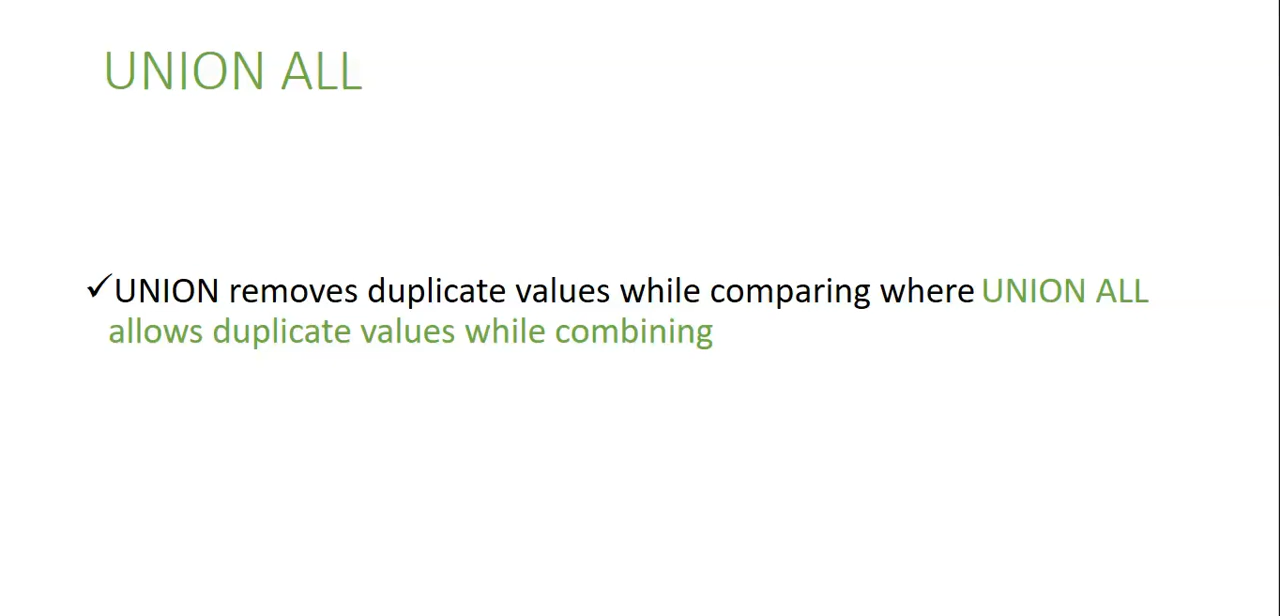 UNION ALL
✓UNION removes duplicate values while comparing where UNION ALL
allows duplicate values while combining